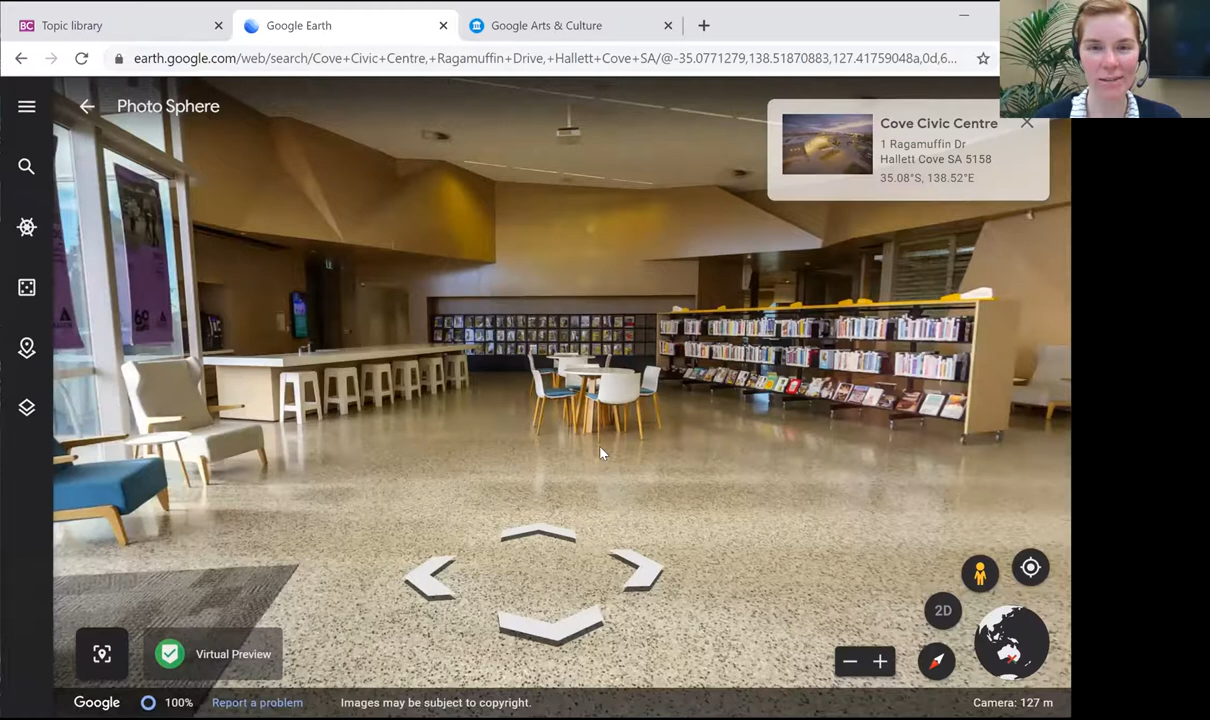 BC Topic library
Google Earth
Google Arts & Culture
earth.google.com/web/search/Cove+Civic+Centre,+Ragamuffin+Drive,+Hallett+Cove+SA/@-35.0771279,138.51870883,127.41759048a,0d,6...
Photo Sphere
Cove Civic Centre
1 Ragamuffin Dr
Hallett Cove SA 5158
35.08°S, 138.52°E
2D
Virtual Preview
Google
100%
Report a problem
Images may be subject to copyright.
Camera: 127 m